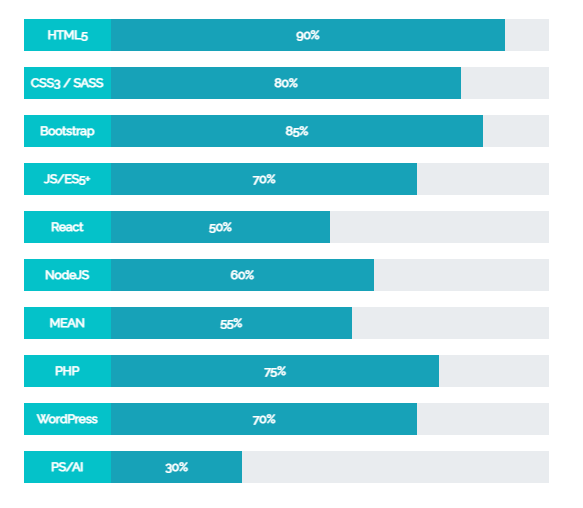 HTML5 90%
CSS3 / SASS 80%
Bootstrap 85%
JS/ES5+ 70%
React 50%
NodeJS 60%
MEAN 55%
PHP 75%
WordPress 70%
PS/AI 30%